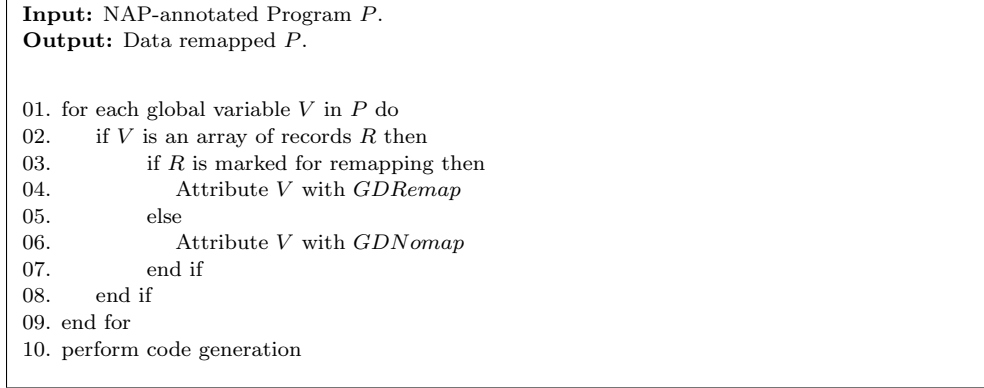 Input: NAP-annotated Program P.
Output: Data remapped P.
01. for each global variable V in P do
02. if V is an array of records R then
03. if R is marked for remapping then
04. Attribute V with GDRemap
05. else
06. Attribute V with GDNomap
07. end if
08. end if
09. end for
10. perform code generation